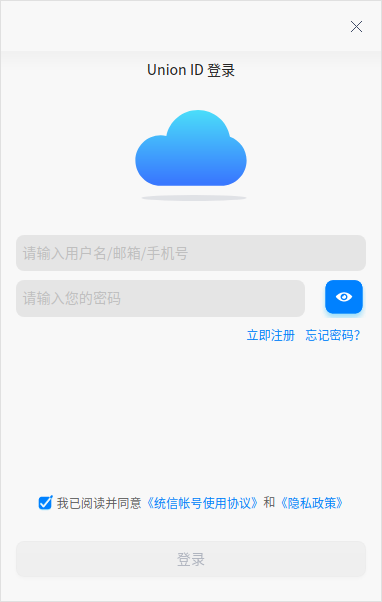 Union ID 登录
请输入用户名/邮箱/手机号
请输入您的密码
立即注册 忘记密码?
我已阅读并同意《统信帐号使用协议》和《隐私政策》
登录